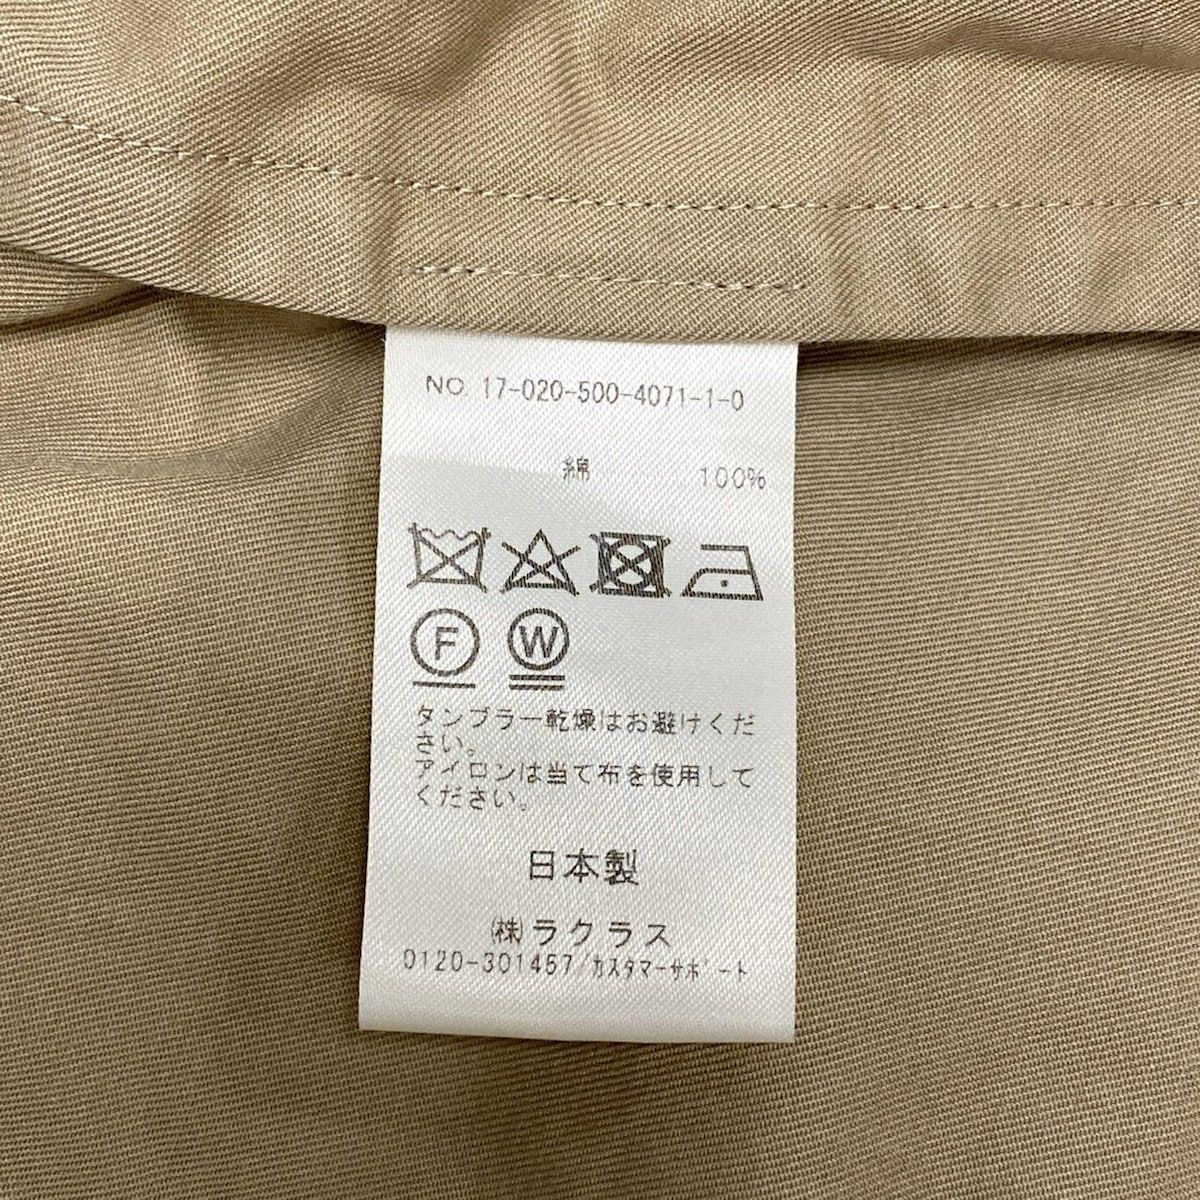 NO. 17-020-500-4071-1-0
綿 100%
F W
タンブラー乾燥はお避けくだ
さい。
アイロンは当て布を使用して
ください。
日本製
㈱ラクラス
0120-301457/ｶｽﾀﾏｰｻﾎﾟｰﾄ